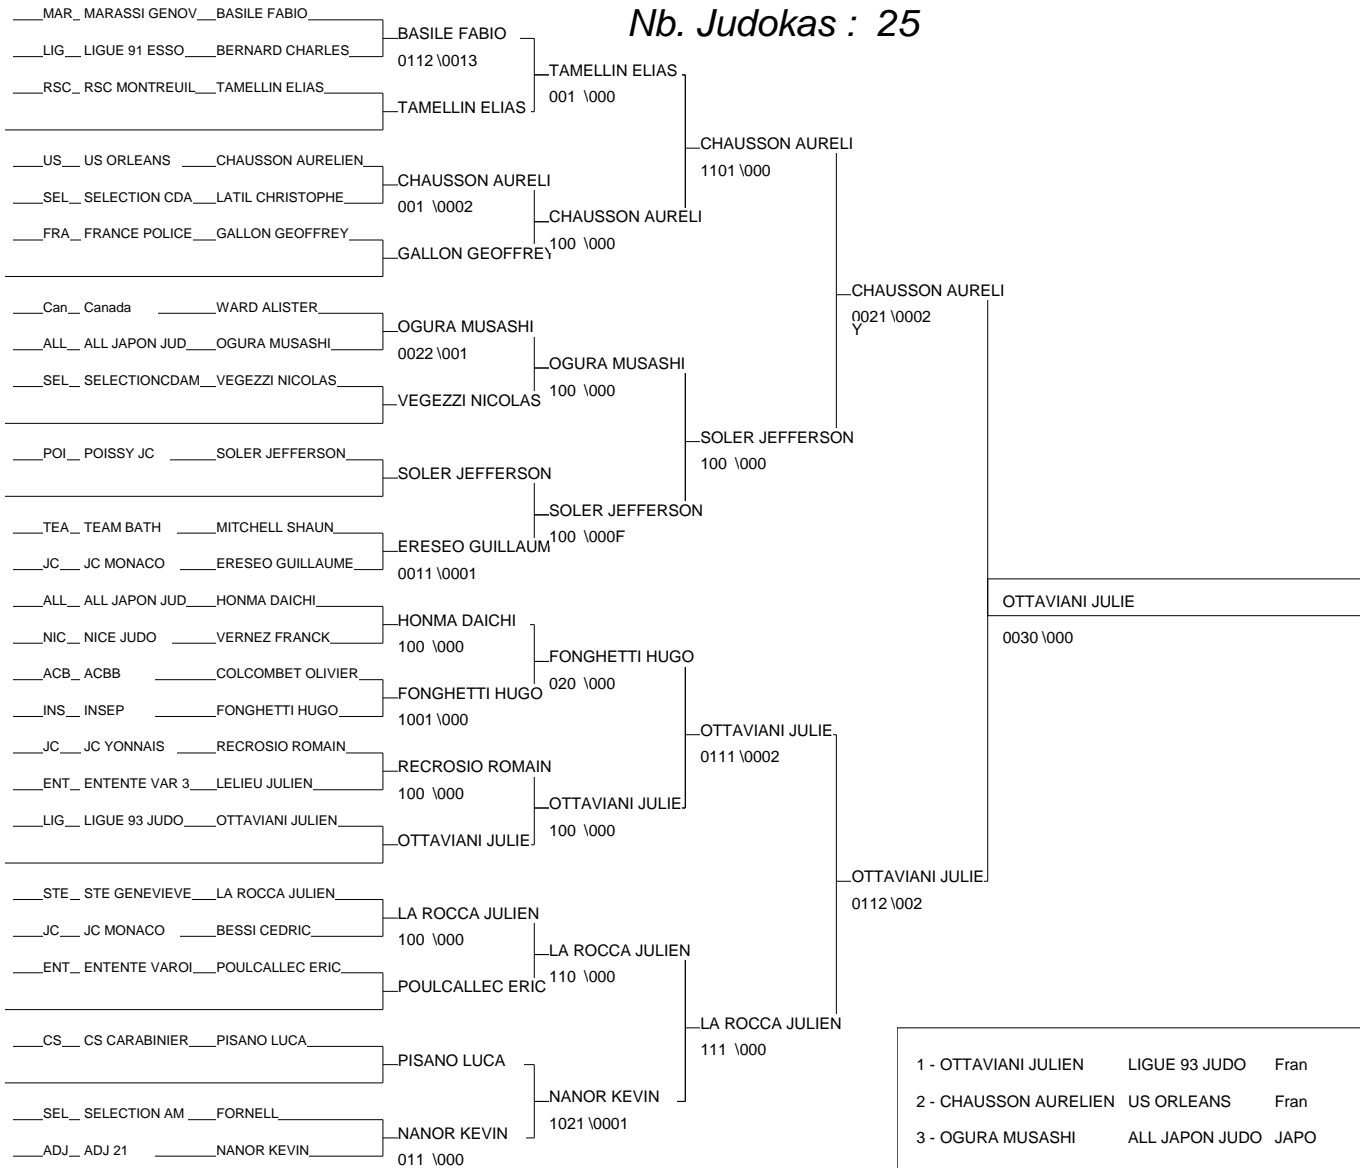 Nb. Judokas : 25
MAR_ MARASSI GENOV BASILE FABIO
LIG_ LIGUE 91 ESSO BERNARD CHARLES
RSC_ RSC MONTREUIL TAMELLIN ELIAS
US_ US ORLEANS CHAUSSON AURELIEN
SEL_ SELECTION CDA LATIL CHRISTOPHE
FRA_ FRANCE POLICE GALLON GEOFFREY
Can_ Canada WARD ALISTER
ALL_ ALL JAPON JUD OGURA MUSASHI
SEL_ SELECTIONCDAM VEGEZZI NICOLAS
POI_ POISSY JC SOLER JEFFERSON
TEA_ TEAM BATH MITCHELL SHAUN
JC_ JC MONACO ERESEO GUILLAUME
ALL_ ALL JAPON JUD HONMA DAICHI
NIC_ NICE JUDO VERNEZ FRANCK
ACB_ ACBB COLCOMBET OLIVIER
INS_ INSEP FONGHETTI HUGO
JC_ JC YONNAIS RECROSIO ROMAIN
ENT_ ENTENTE VAR 3 LELIEU JULIEN
LIG_ LIGUE 93 JUDO OTTAVIANI JULIEN
STE_ STE GENEVIEVE LA ROCCA JULIEN
JC_ JC MONACO BESSI CEDRIC
ENT_ ENTENTE VAROI POULCALLEC ERIC
CS_ CS CARABINIER PISANO LUCA
SEL_ SELECTION AM FORNELL
ADJ_ ADJ 21 NANOR KEVIN
BASILE FABIO
0112 \0013
TAMELLIN ELIAS
CHAUSSON AURELI
001 \0002
GALLON GEOFFREY
OGURA MUSASHI
0022 \001
VEGEZZI NICOLAS
SOLER JEFFERSON
ERESEO GUILLAUM
0011 \0001
HONMA DAICHI
100 \000
FONGHETTI HUGO
1001 \000
RECROSIO ROMAIN
100 \000
OTTAVIANI JULIE
LA ROCCA JULIEN
100 \000
POULCALLEC ERIC
PISANO LUCA
NANOR KEVIN
011 \000
TAMELLIN ELIAS
001 \000
CHAUSSON AURELI
100 \000
OGURA MUSASHI
100 \000
SOLER JEFFERSON
100 \000F
FONGHETTI HUGO
020 \000
OTTAVIANI JULIE
100 \000
LA ROCCA JULIEN
110 \000
NANOR KEVIN
1021 \0001
CHAUSSON AURELI
1101 \000
SOLER JEFFERSON
100 \000
OTTAVIANI JULIE
0111 \0002
LA ROCCA JULIEN
111 \000
CHAUSSON AURELI
0021 \0002
Y
OTTAVIANI JULIE
0112 \002
OTTAVIANI JULIE
0030 \000
1 - OTTAVIANI JULIEN LIGUE 93 JUDO Fran
2 - CHAUSSON AURELIEN US ORLEANS Fran
3 - OGURA MUSASHI ALL JAPON JUDO JAPO